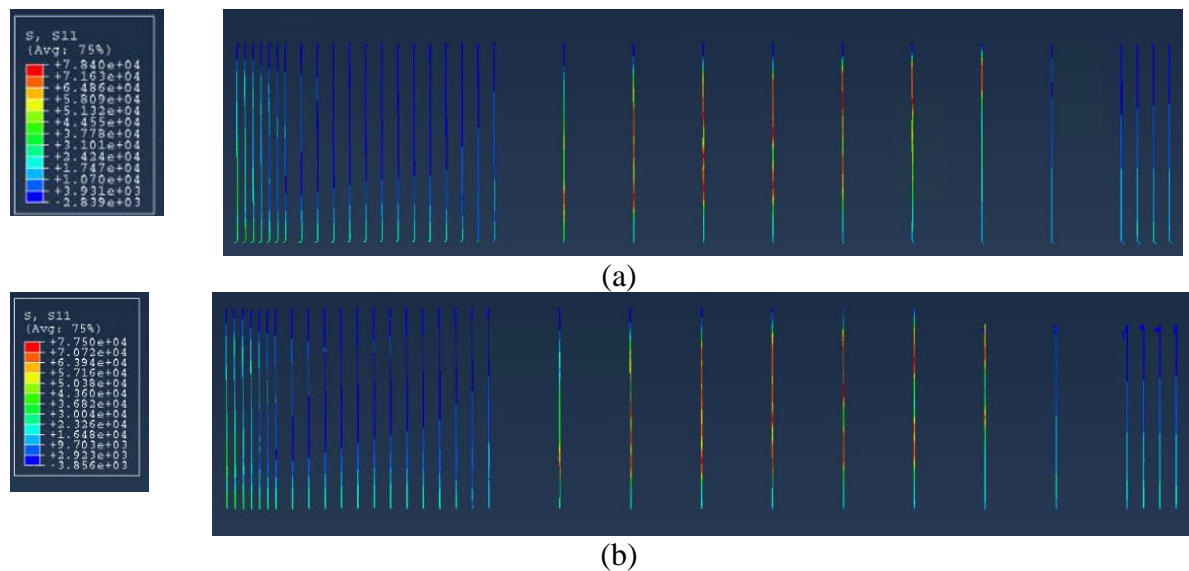 S, S11
(Avg: 75%)
+7.840e+04
+7.163e+04
+6.486e+04
+5.809e+04
+5.132e+04
+4.455e+04
+3.778e+04
+3.101e+04
+2.424e+04
+1.747e+04
+1.070e+04
+3.931e+03
-2.839e+03
(a)
S, S11
(Avg: 75%)
+7.750e+04
+7.072e+04
+6.394e+04
+5.716e+04
+5.038e+04
+4.360e+04
+3.682e+04
+3.004e+04
+2.326e+04
+1.648e+04
+9.703e+03
+2.923e+03
-3.856e+03
(b)